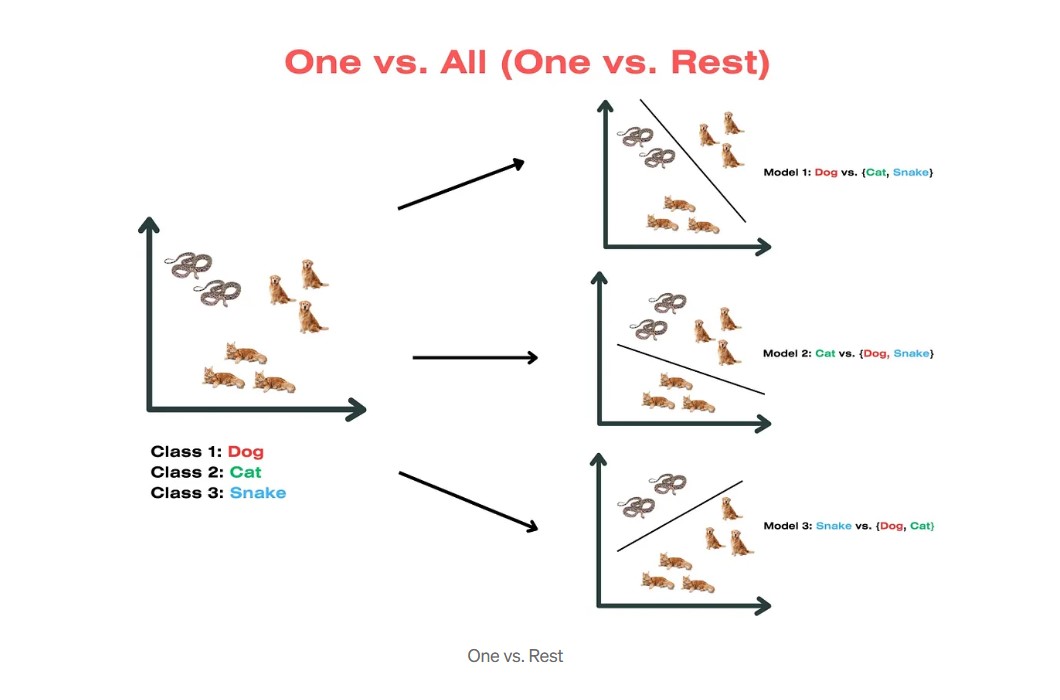 One vs. All (One vs. Rest)
Model 1: Dog vs. {Cat, Snake}
Model 2: Cat vs. {Dog, Snake}
Class 1: Dog
Class 2: Cat
Class 3: Snake
Model 3: Snake vs. {Dog, Cat}
One vs. Rest